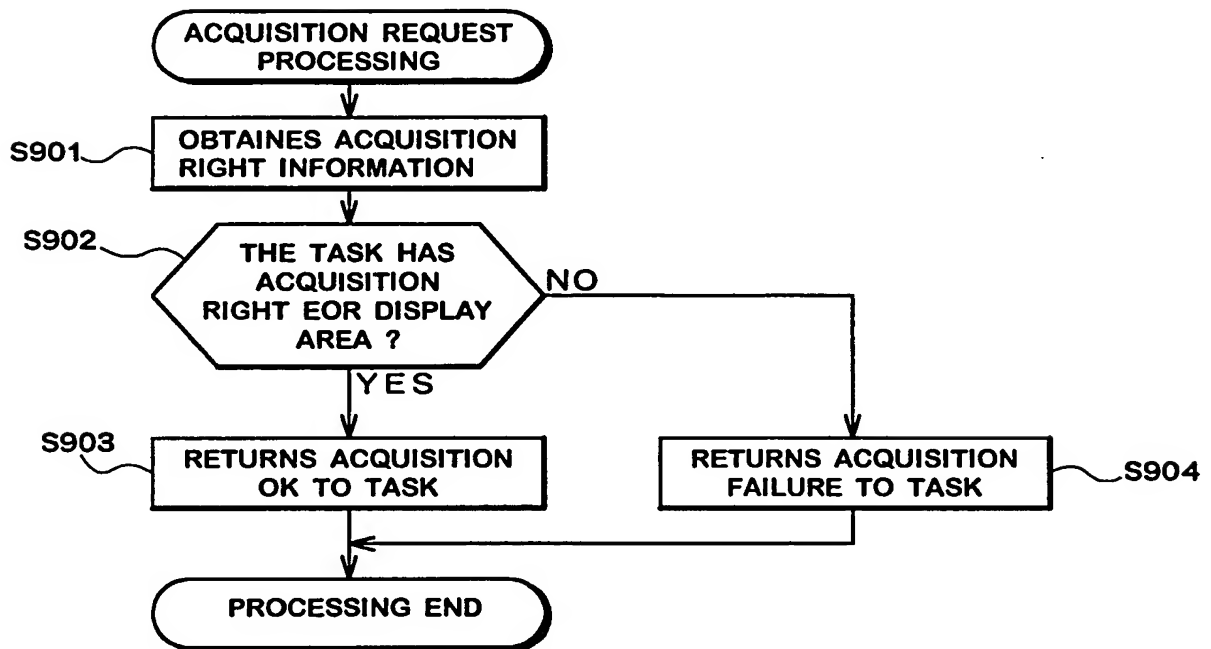 ACQUISITION REQUEST
PROCESSING
S901
OBTAINES ACQUISITION
RIGHT INFORMATION
S902
THE TASK HAS
ACQUISITION
RIGHT EOR DISPLAY
AREA ?
NO
YES
S903
RETURNS ACQUISITION
OK TO TASK
RETURNS ACQUISITION
FAILURE TO TASK
S904
PROCESSING END